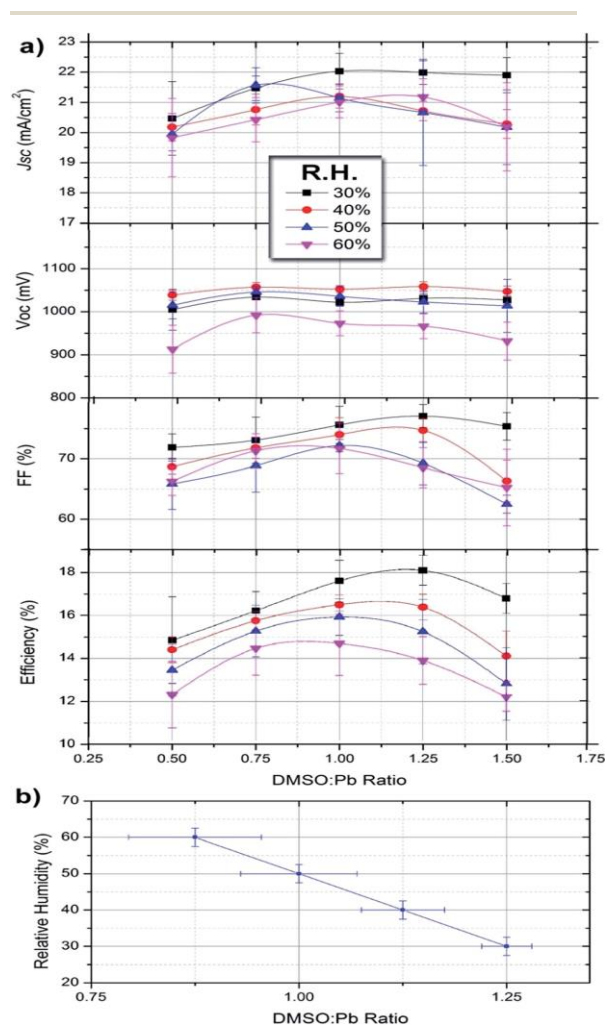 a)
23
22
21
20
19
18
17
Jsc (mA/cm²)
R.H.
30%
40%
50%
60%
1100
1000
900
800
Voc (mV)
70
60
FF (%)
18
16
14
12
10
Efficiency (%)
0.25 0.50 0.75 1.00 1.25 1.50 1.75
DMSO:Pb Ratio
b)
70
60
50
40
30
20
Relative Humidity (%)
0.75 1.00 1.25
DMSO:Pb Ratio